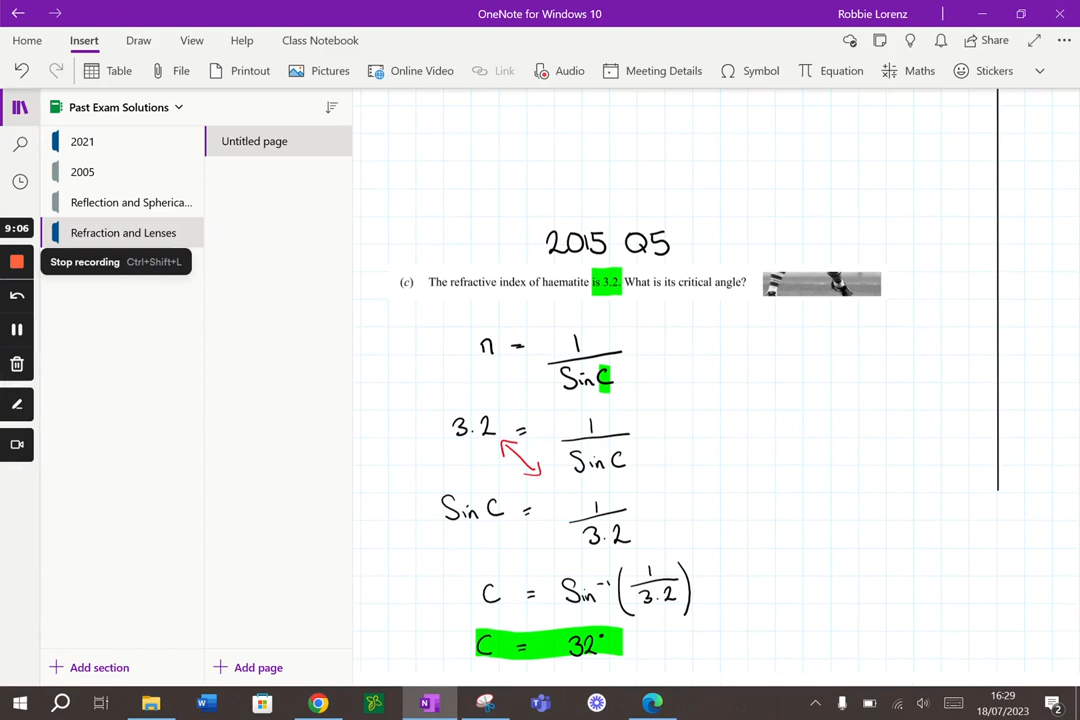 OneNote for Windows 10
Robbie Lorenz
Home
Insert
Draw
View
Help
Class Notebook
Share
Table
File
Printout
Pictures
Online Video
Link
Audio
Meeting Details
Symbol
Equation
Maths
Stickers
Past Exam Solutions
2021
2005
Reflection and Spherica...
Refraction and Lenses
Untitled page
9:06
Stop recording Ctrl+Shift+L
2015 Q5
(c) The refractive index of haematite is 3.2. What is its critical angle?
n = 1 / Sin C
3.2 = 1 / Sin C
Sin C = 1 / 3.2
C = Sin⁻¹ (1 / 3.2)
C = 32°
Add section
Add page
16:29
18/07/2023
2